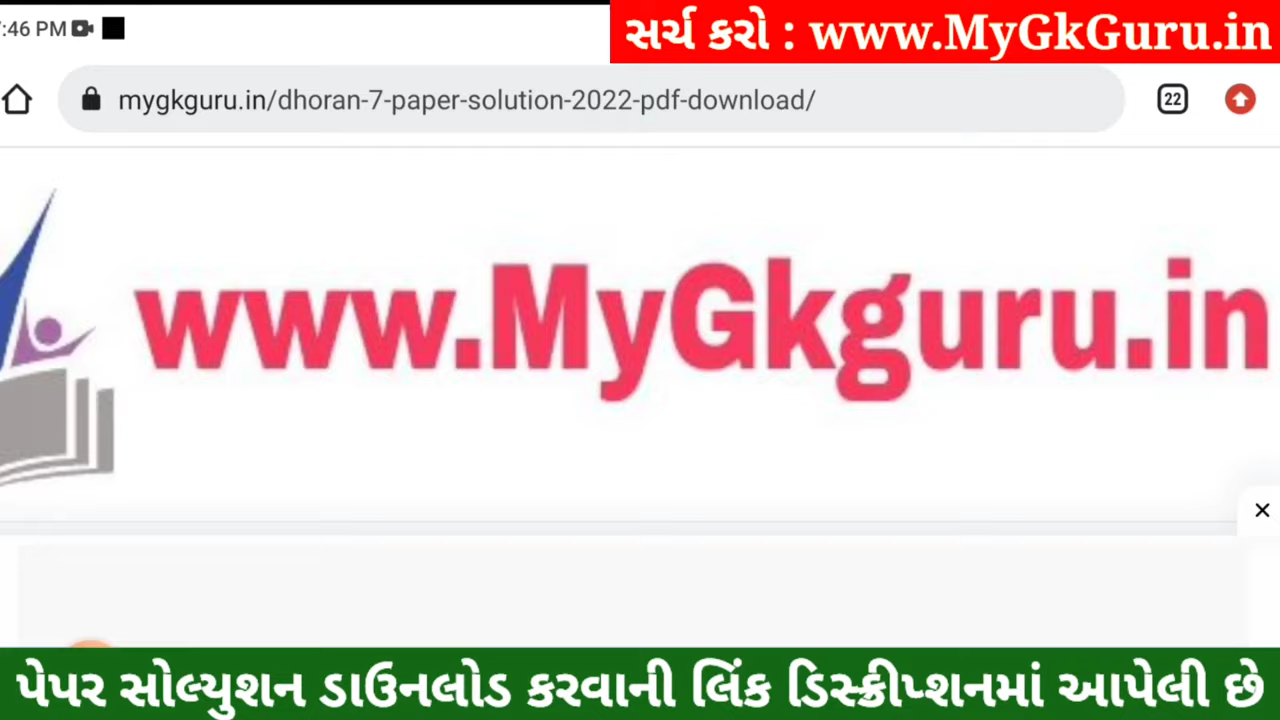 :46 PM
સર્ચ કરો : www.MyGkGuru.in
mygkguru.in/dhoran-7-paper-solution-2022-pdf-download/
22
www.MyGkguru.in
પેપર સોલ્યુશન ડાઉનલોડ કરવાની લિંક ડિસ્ક્રીપ્શનમાં આપેલી છે